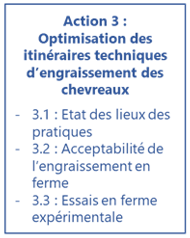 Action 3 :
Optimisation des
itinéraires techniques
d'engraissement des
chevreaux
- 3.1 : Etat des lieux des
pratiques
- 3.2 : Acceptabilité de
l'engraissement en
ferme
- 3.3 : Essais en ferme
expérimentale